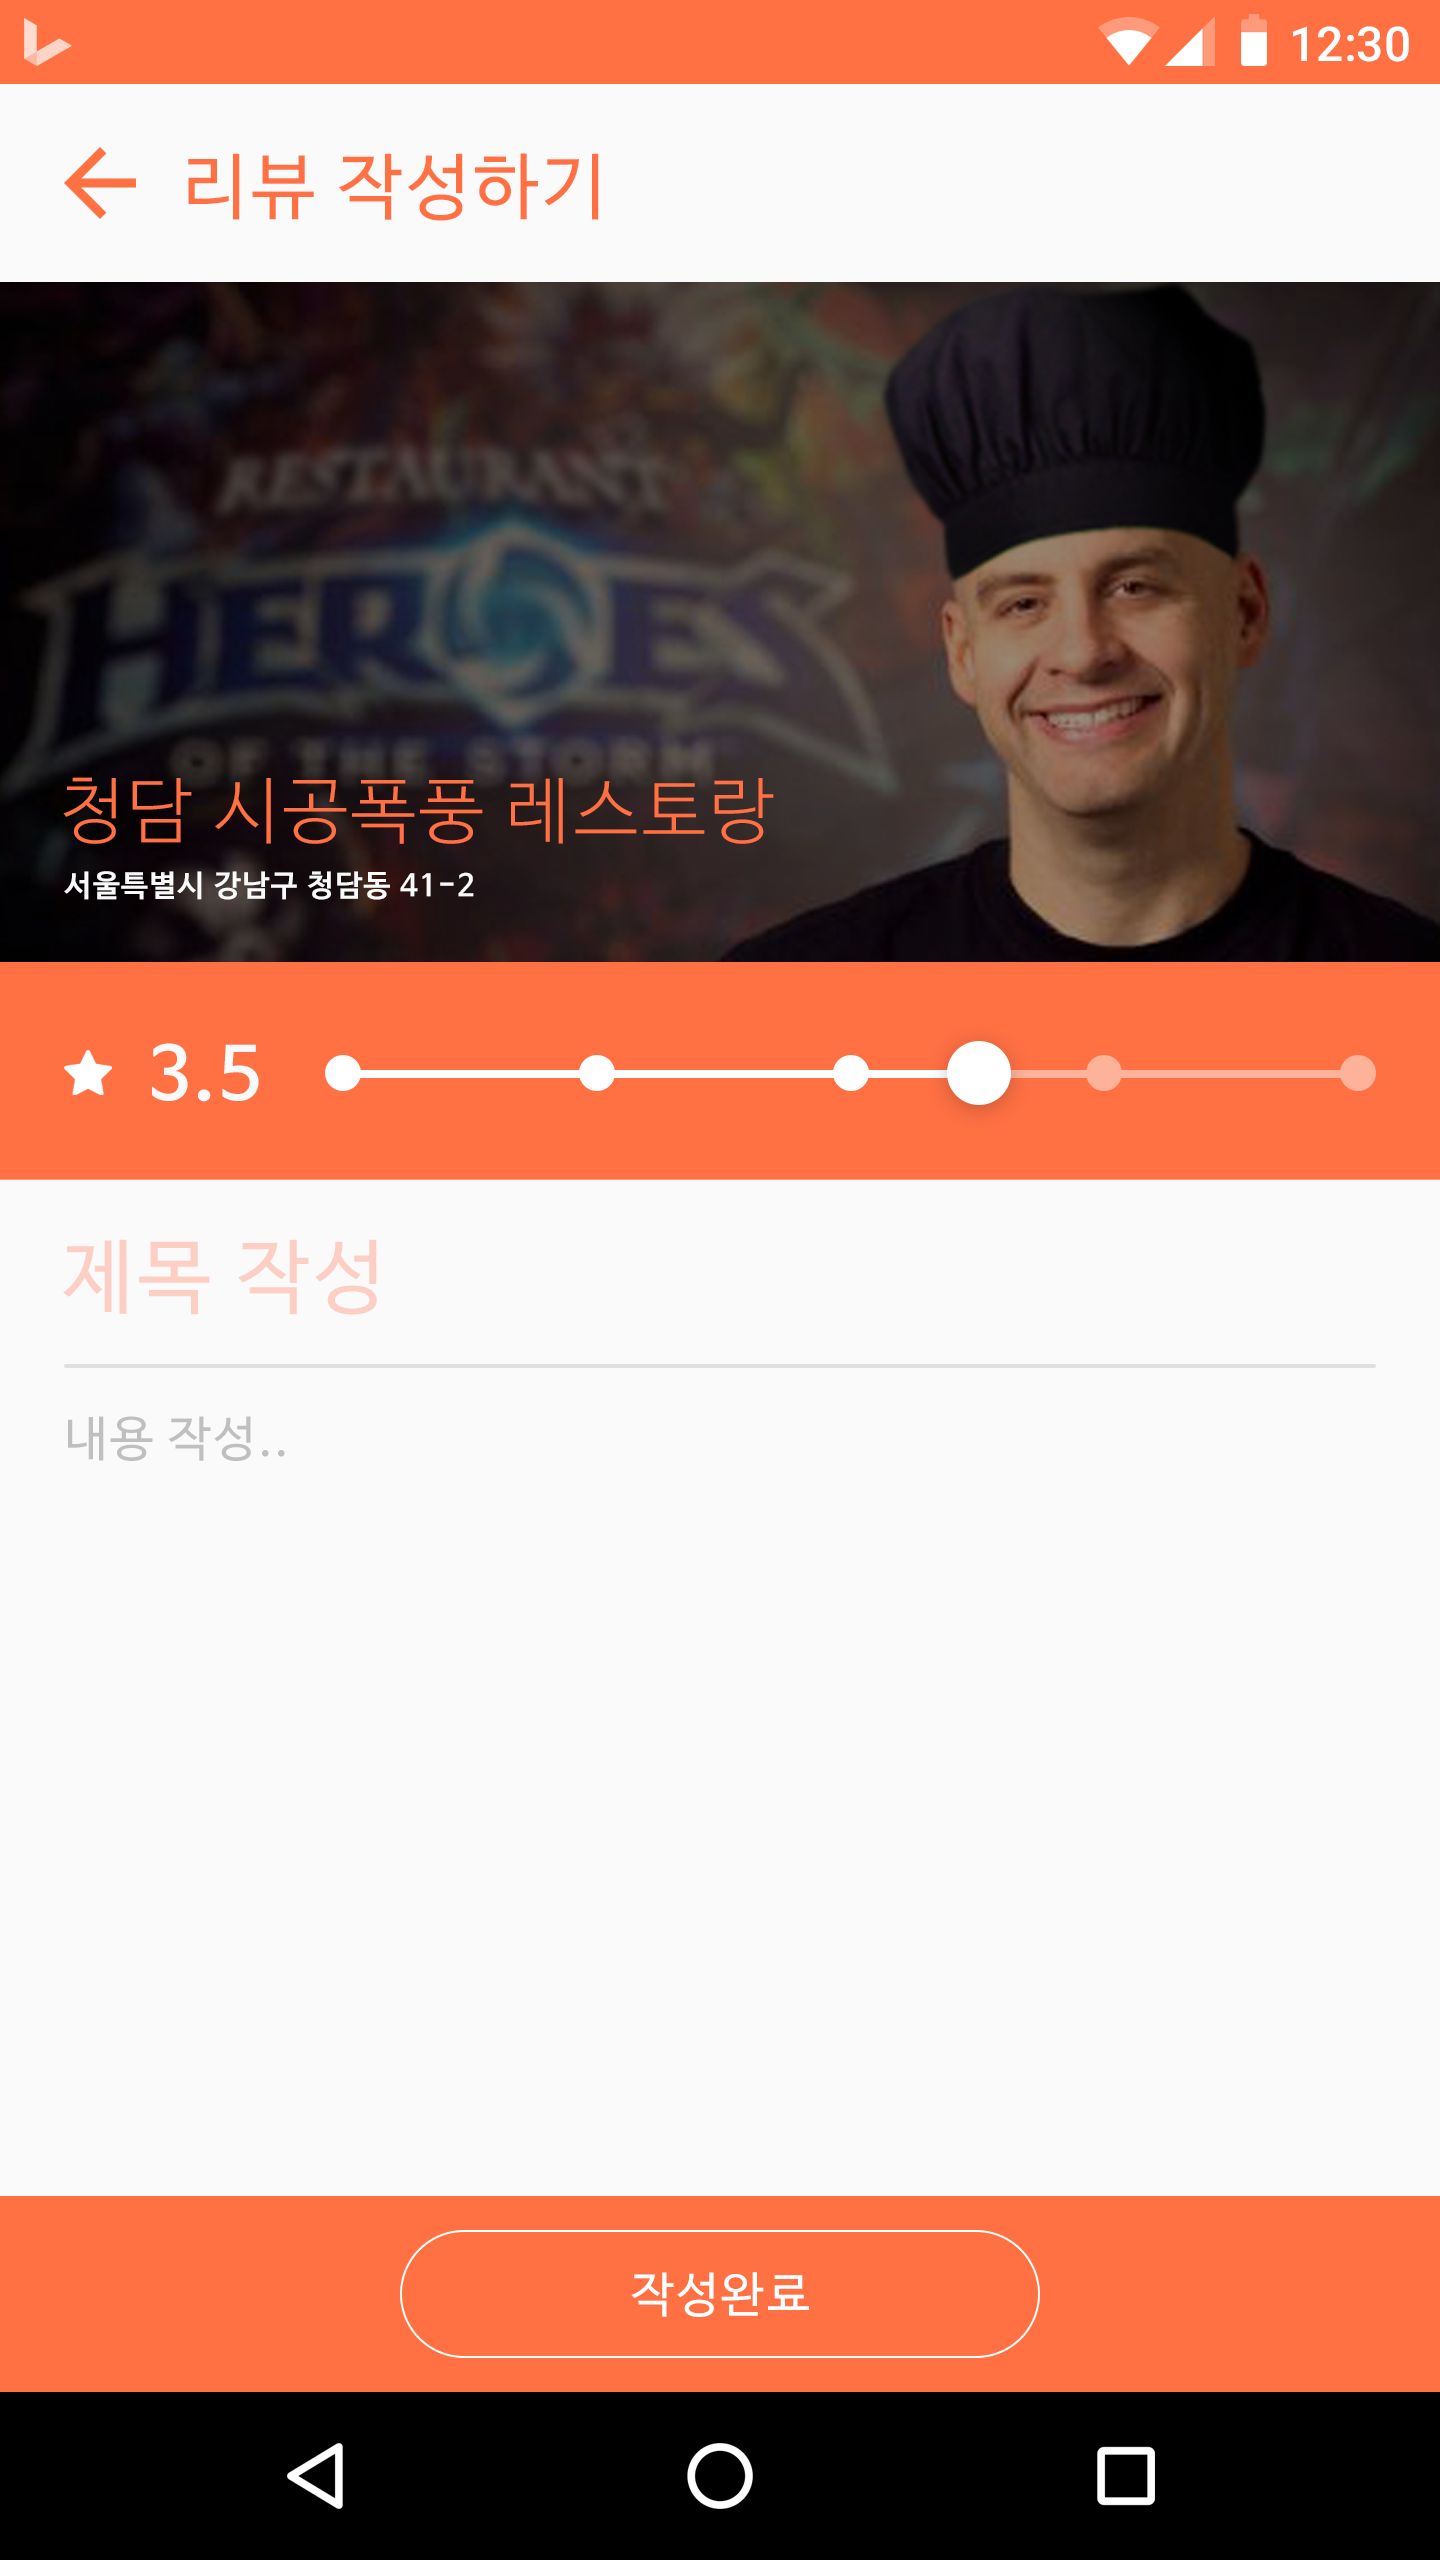 12:30
리뷰 작성하기
RESTAURANT
HEROES
OF THE STORM
청담 시공폭풍 레스토랑
서울특별시 강남구 청담동 41-2
3.5
제목 작성
내용 작성..
작성완료